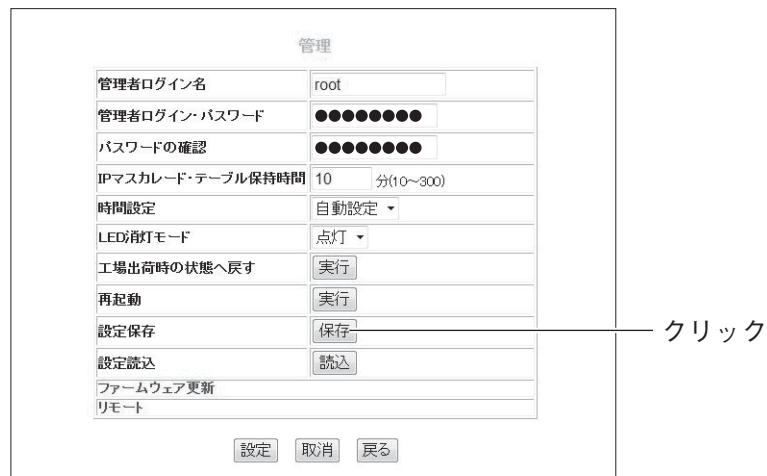 管理
管理者ログイン名 root
管理者ログイン・パスワード ●●●●●●●●
パスワードの確認 ●●●●●●●●
IPマスカレード・テーブル保持時間 10 分(10～300)
時間設定 自動設定
LED消灯モード 点灯
工場出荷時の状態へ戻す 実行
再起動 実行
設定保存 保存 クリック
設定読込 読込
ファームウェア更新
リモート
設定 取消 戻る